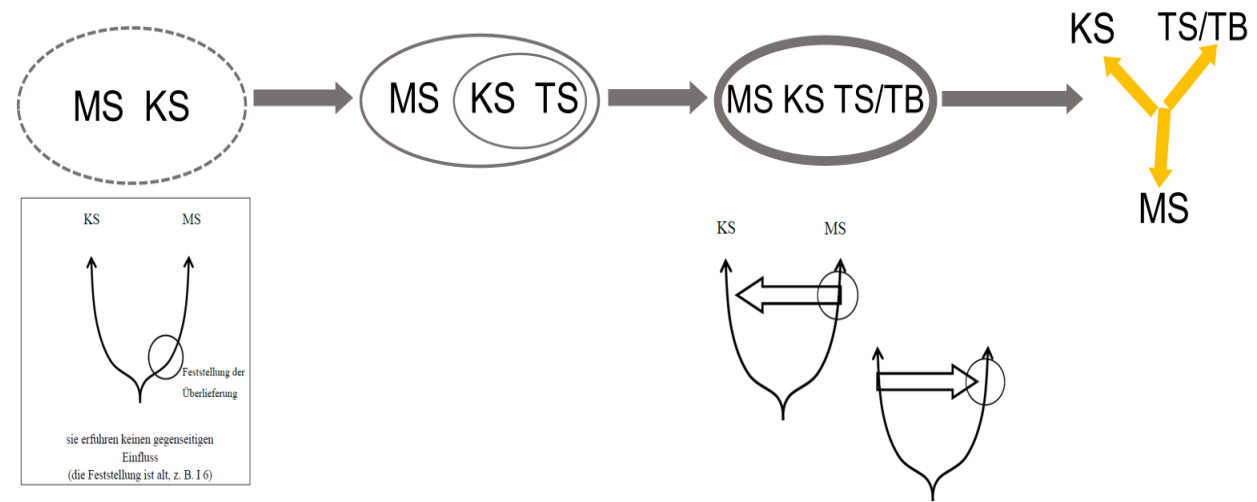 MS KS
MS KS TS
MS KS TS/TB
KS TS/TB
MS
KS MS
Feststellung der
Überlieferung
sie erfuhren keinen gegenseitigen
Einfluss
(die Feststellung ist alt, z. B. I 6)
KS MS